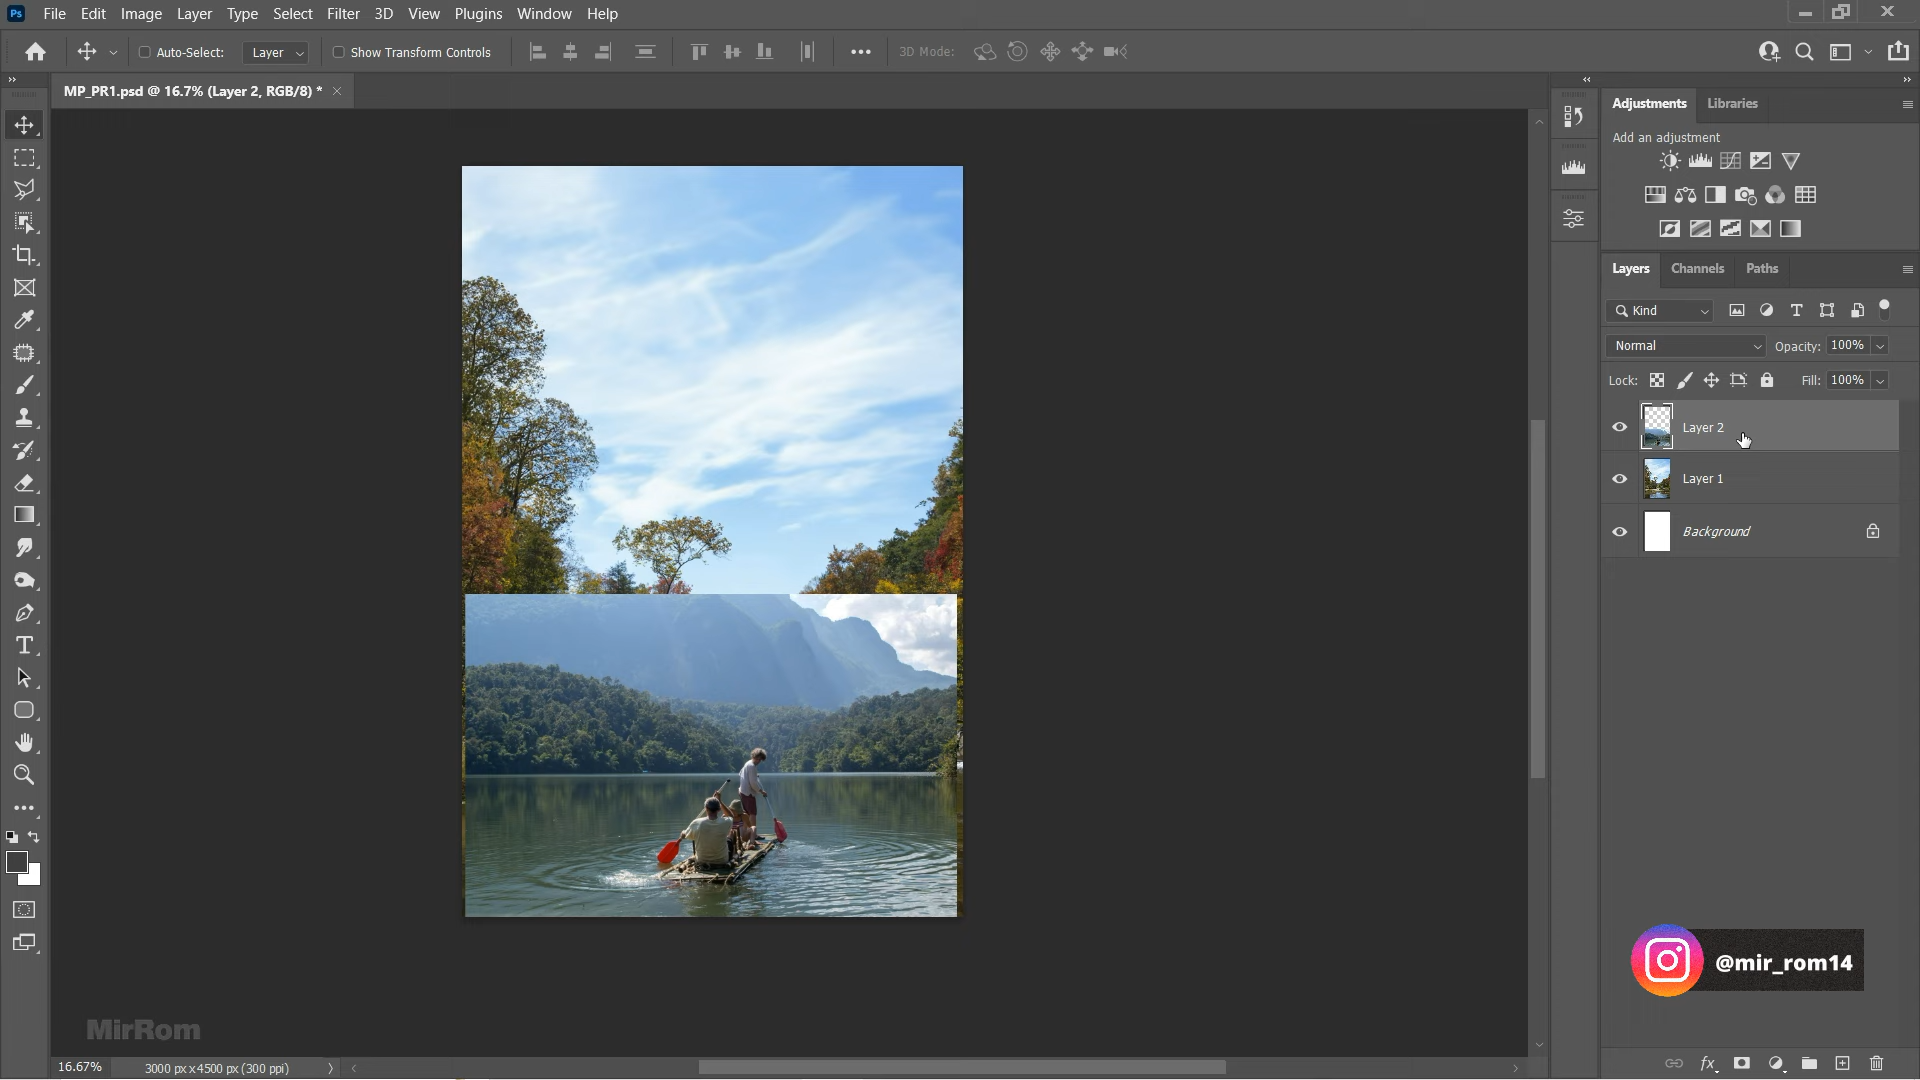 Ps File Edit Image Layer Type Select Filter 3D View Plugins Window Help
Auto-Select: Layer Show Transform Controls 3D Mode:
MP_PR1.psd @ 16.7% (Layer 2, RGB/8) *
Adjustments Libraries
Add an adjustment
Layers Channels Paths
Kind
Normal Opacity: 100%
Lock: Fill: 100%
Layer 2
Layer 1
Background
@mir_rom14
MirRom
16.67% 3000 px x 4500 px (300 ppi)
fx